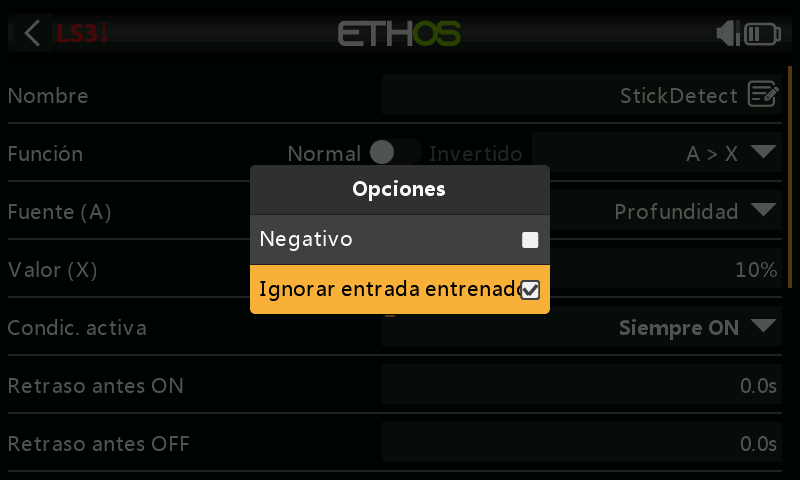 LS3↓ ETHOS
Nombre StickDetect
Función Normal Invertido A > X
Opciones
Fuente (A) Profundidad
Negativo
Valor (X) 10%
Ignorar entrada entrenado
Condic. activa Siempre ON
Retraso antes ON 0.0s
Retraso antes OFF 0.0s